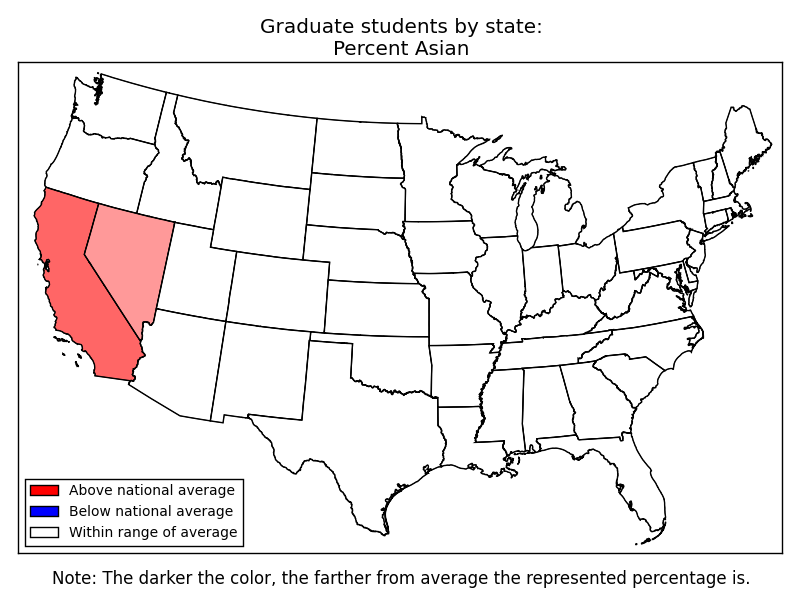 Graduate students by state:
Percent Asian
Above national average
Below national average
Within range of average
Note: The darker the color, the farther from average the represented percentage is.